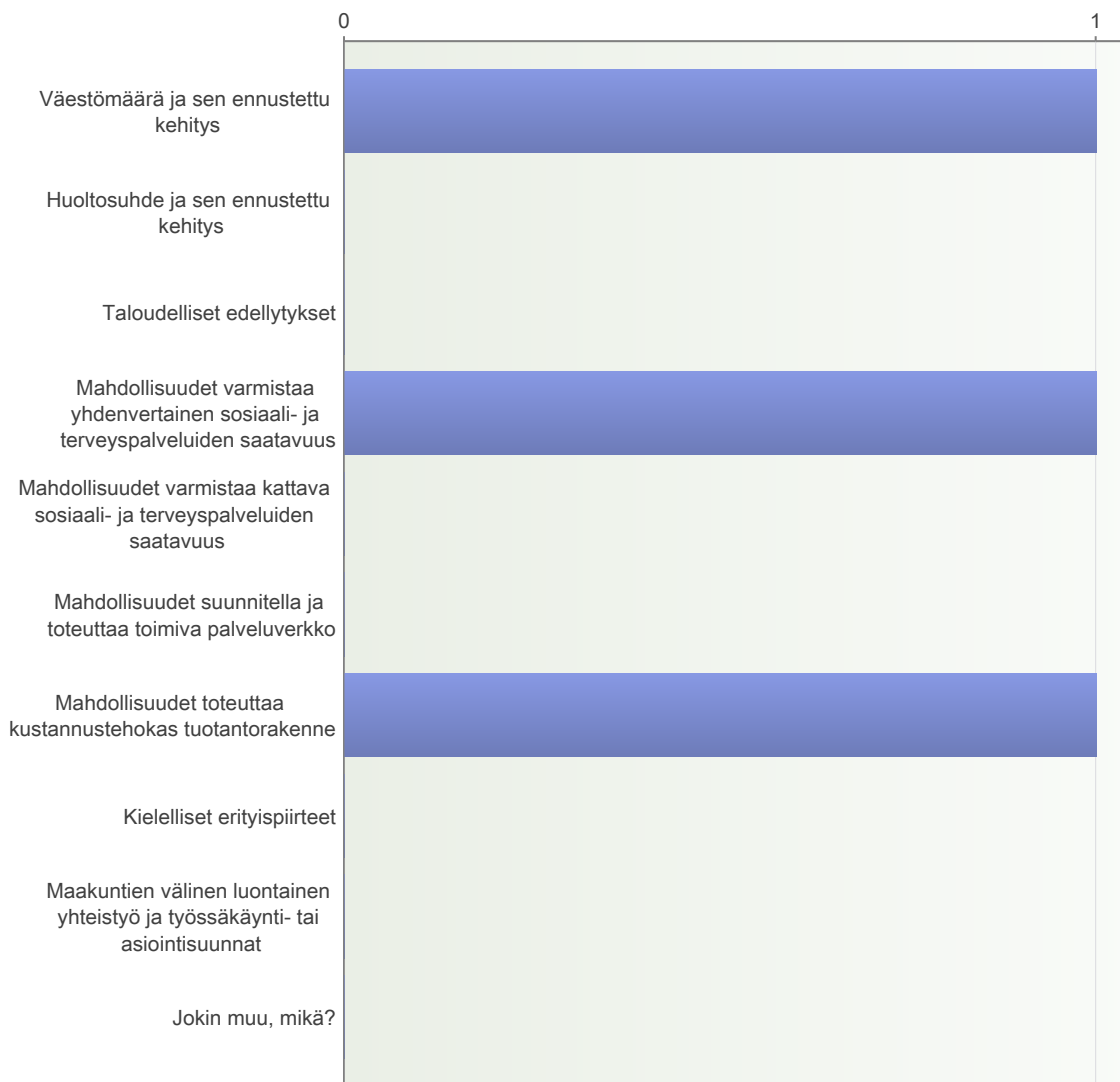 0 1
Väestömäärä ja sen ennustettu
kehitys
Huoltosuhde ja sen ennustettu
kehitys
Taloudelliset edellytykset
Mahdollisuudet varmistaa
yhdenvertainen sosiaali- ja
terveyspalveluiden saatavuus
Mahdollisuudet varmistaa kattava
sosiaali- ja terveyspalveluiden
saatavuus
Mahdollisuudet suunnitella ja
toteuttaa toimiva palveluverkko
Mahdollisuudet toteuttaa
kustannustehokas tuotantorakenne
Kielelliset erityispiirteet
Maakuntien välinen luontainen
yhteistyö ja työssäkäynti- tai
asiointisuunnat
Jokin muu, mikä?